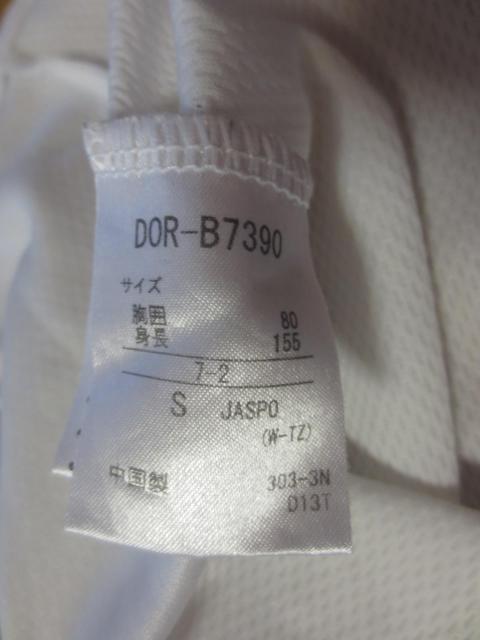 DOR-B7390
サイズ
胸囲 80
身長 155
7-2
S JASPO
(W-TZ)
中国製 303-3N
D13T